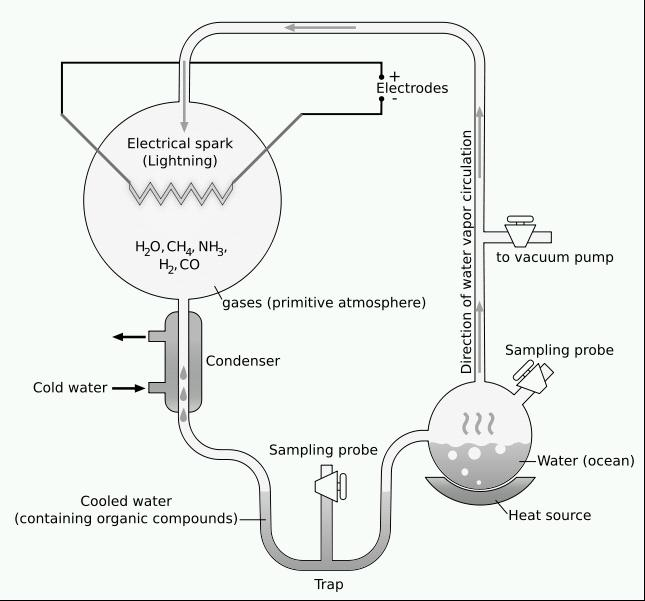 +
Electrodes
-
Electrical spark
(Lightning)
H₂O, CH₄, NH₃,
H₂, CO
gases (primitive atmosphere)
Direction of water vapor circulation
to vacuum pump
Sampling probe
Condenser
Cold water
Sampling probe
Water (ocean)
Cooled water
(containing organic compounds)
Heat source
Trap